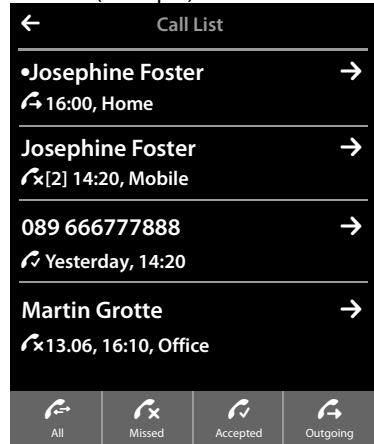 Call List
•Josephine Foster
16:00, Home
Josephine Foster
[2] 14:20, Mobile
089 666777888
Yesterday, 14:20
Martin Grotte
13.06, 16:10, Office
All Missed Accepted Outgoing